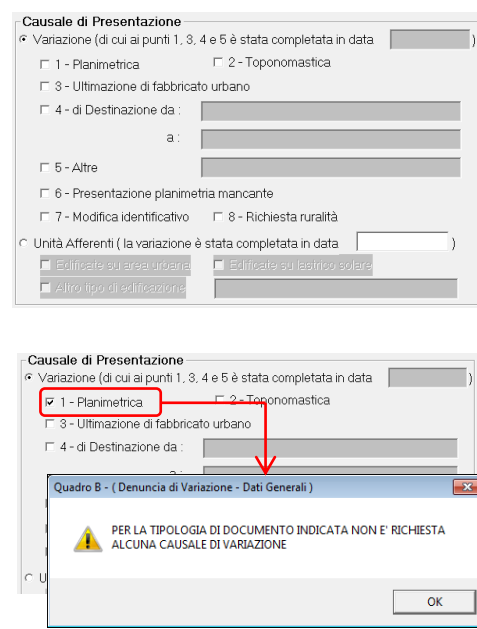 Causale di Presentazione
Variazione (di cui ai punti 1, 3, 4 e 5 è stata completata in data )
1 - Planimetrica 2 - Toponomastica
3 - Ultimazione di fabbricato urbano
4 - di Destinazione da :
a :
5 - Altre
6 - Presentazione planimetria mancante
7 - Modifica identificativo 8 - Richiesta ruralità
Unità Afferenti ( la variazione è stata completata in data )
Edificate su area urbana Edificate su lastrico solare
Altro tipo di edificazione
Causale di Presentazione
Variazione (di cui ai punti 1, 3, 4 e 5 è stata completata in data )
1 - Planimetrica 2 - Toponomastica
3 - Ultimazione di fabbricato urbano
4 - di Destinazione da :
Quadro B - ( Denuncia di Variazione - Dati Generali )
PER LA TIPOLOGIA DI DOCUMENTO INDICATA NON E' RICHIESTA
ALCUNA CAUSALE DI VARIAZIONE
U
OK